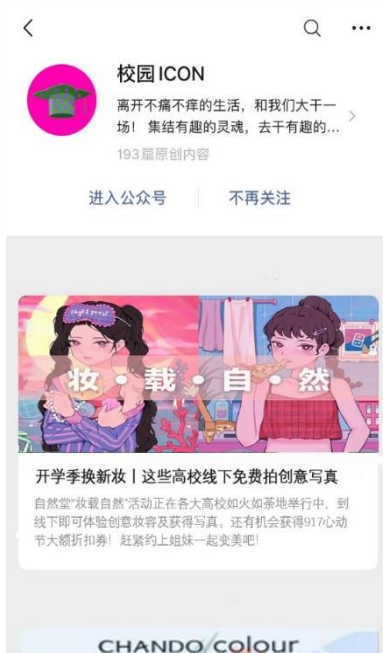 校园 ICON
离开不痛不痒的生活，和我们大干一
场！ 集结有趣的灵魂，去干有趣的...
193篇原创内容
进入公众号
不再关注
妆·载·自·然
开学季换新妆丨这些高校线下免费拍创意写真
自然堂“妆载自然”活动正在各大高校如火如荼地举行中，到
线下即可体验创意妆容及获得写真。还有机会获得917心动
节大额折扣券！赶紧约上姐妹一起变美吧！
CHANDO colour